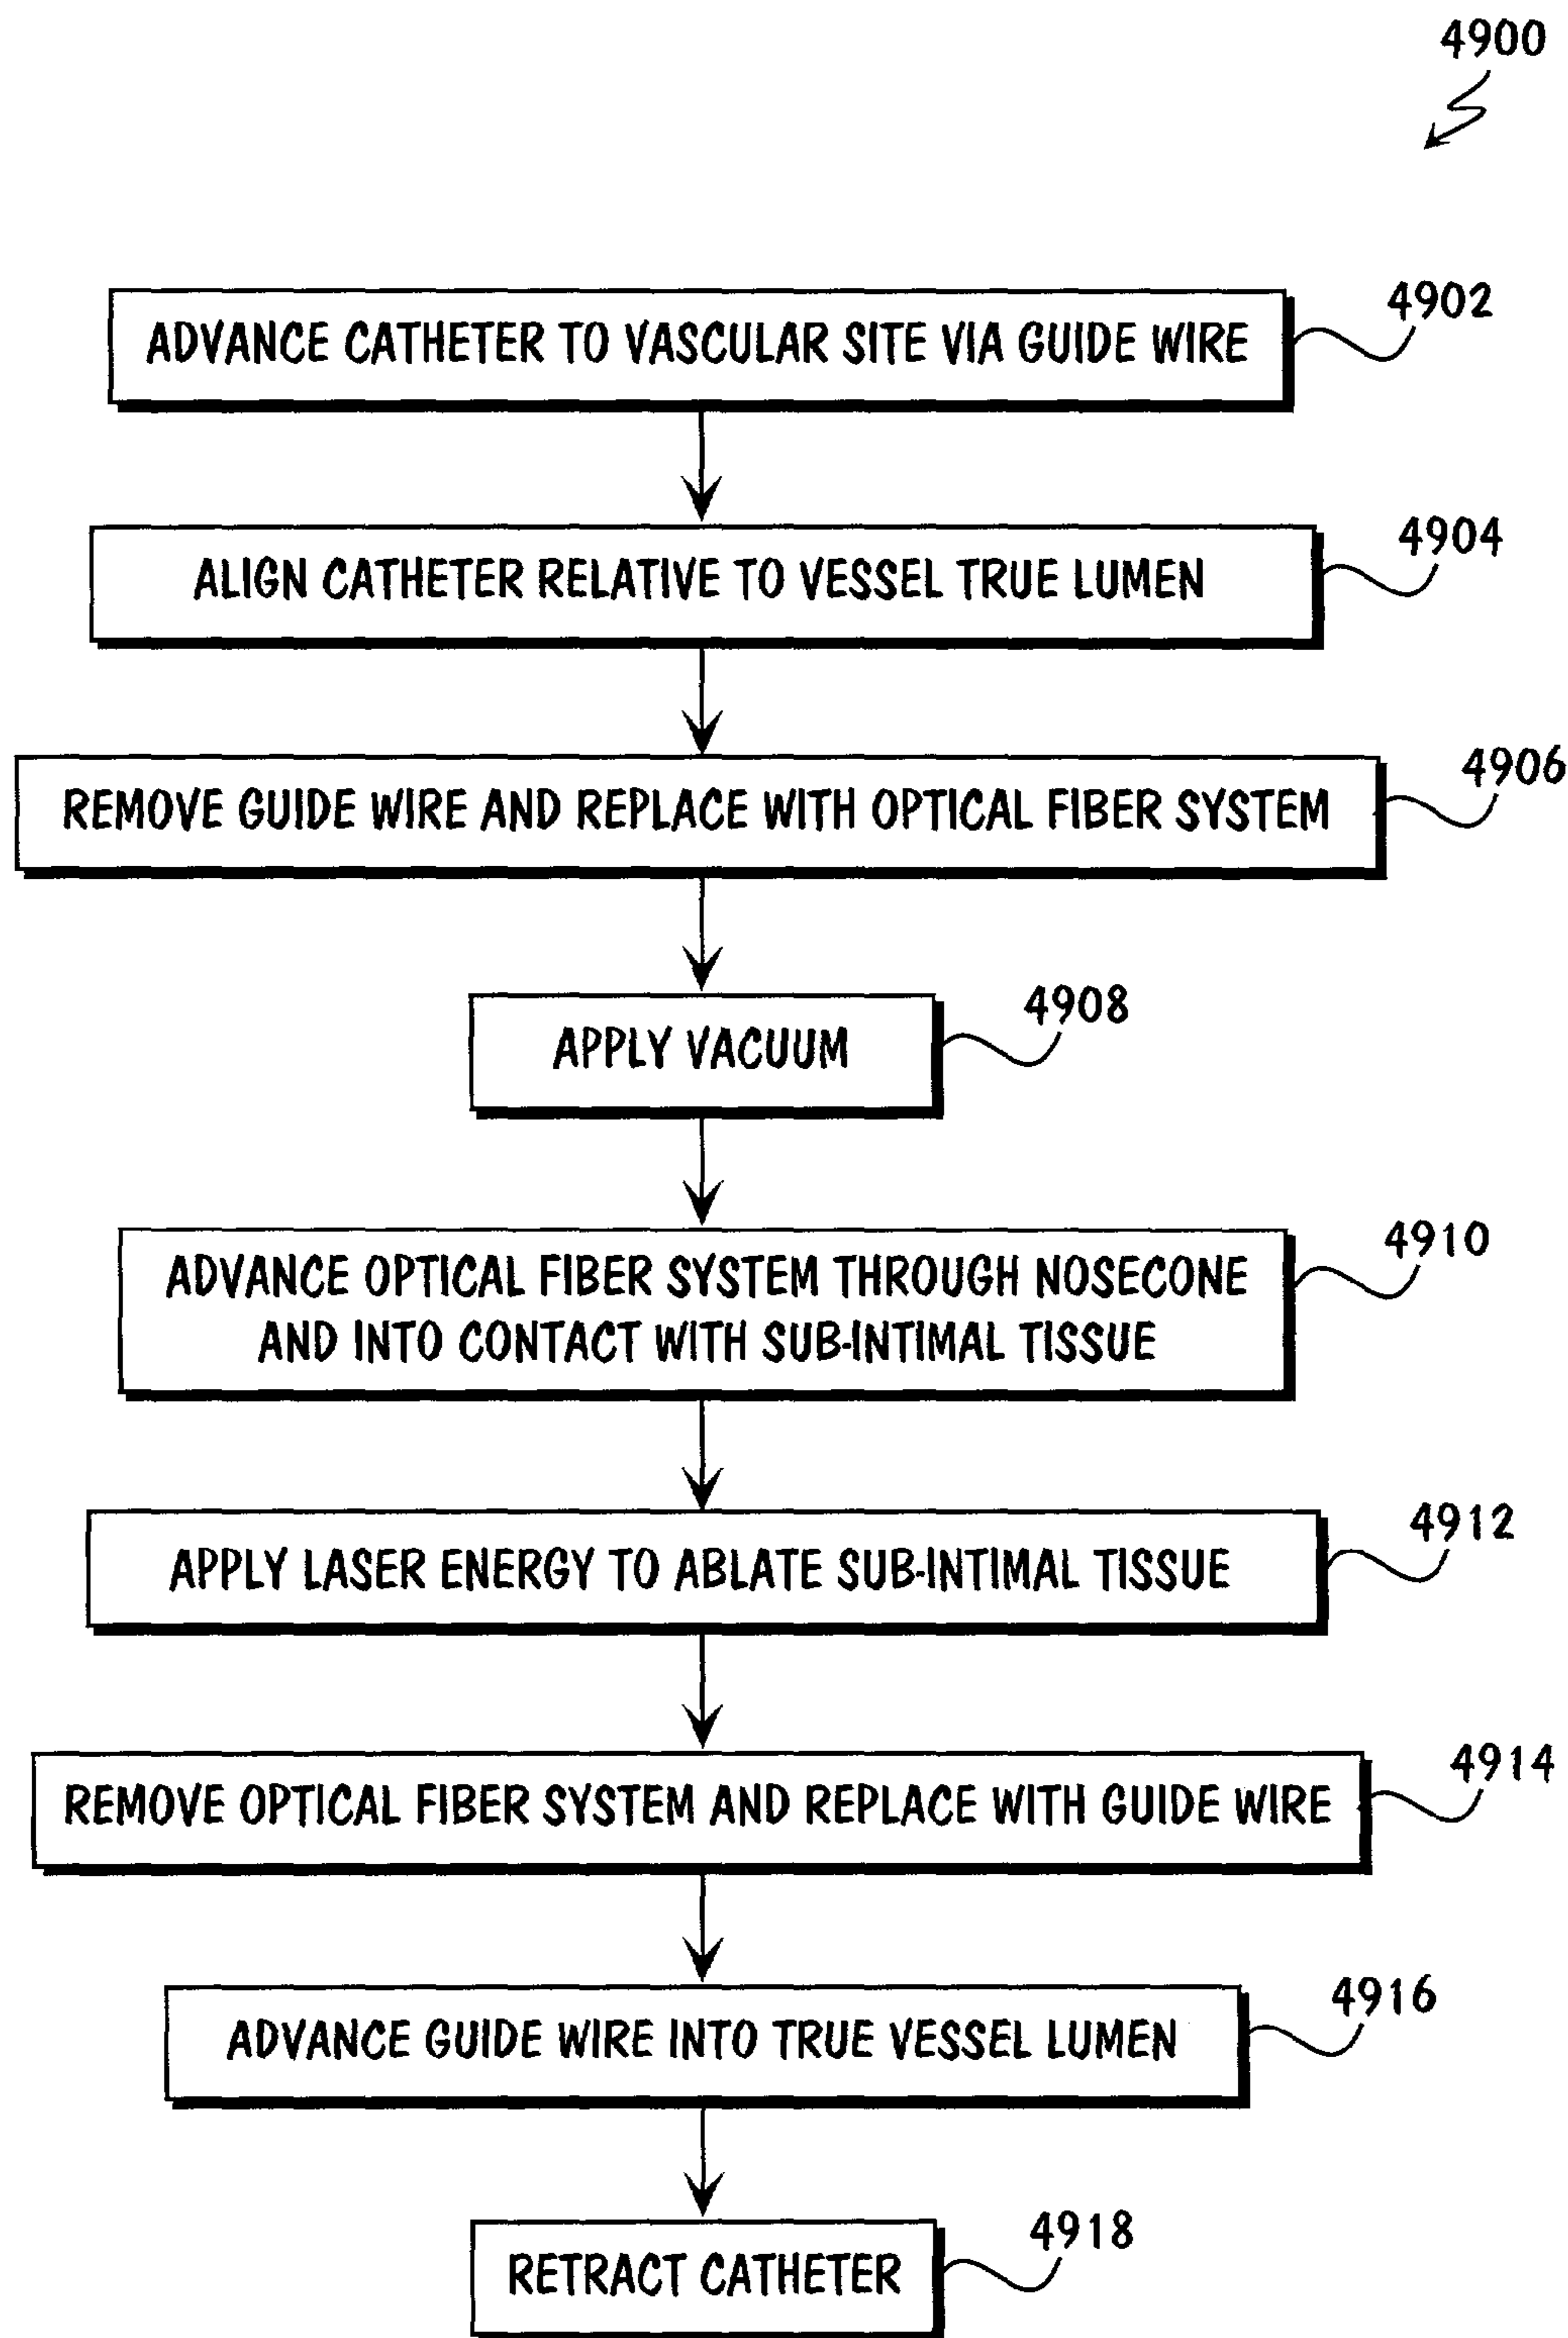 4900
4902
ADVANCE CATHETER TO VASCULAR SITE VIA GUIDE WIRE
4904
ALIGN CATHETER RELATIVE TO VESSEL TRUE LUMEN
4906
REMOVE GUIDE WIRE AND REPLACE WITH OPTICAL FIBER SYSTEM
4908
APPLY VACUUM
4910
ADVANCE OPTICAL FIBER SYSTEM THROUGH NOSECONE
AND INTO CONTACT WITH SUB-INTIMAL TISSUE
4912
APPLY LASER ENERGY TO ABLATE SUB-INTIMAL TISSUE
4914
REMOVE OPTICAL FIBER SYSTEM AND REPLACE WITH GUIDE WIRE
4916
ADVANCE GUIDE WIRE INTO TRUE VESSEL LUMEN
4918
RETRACT CATHETER